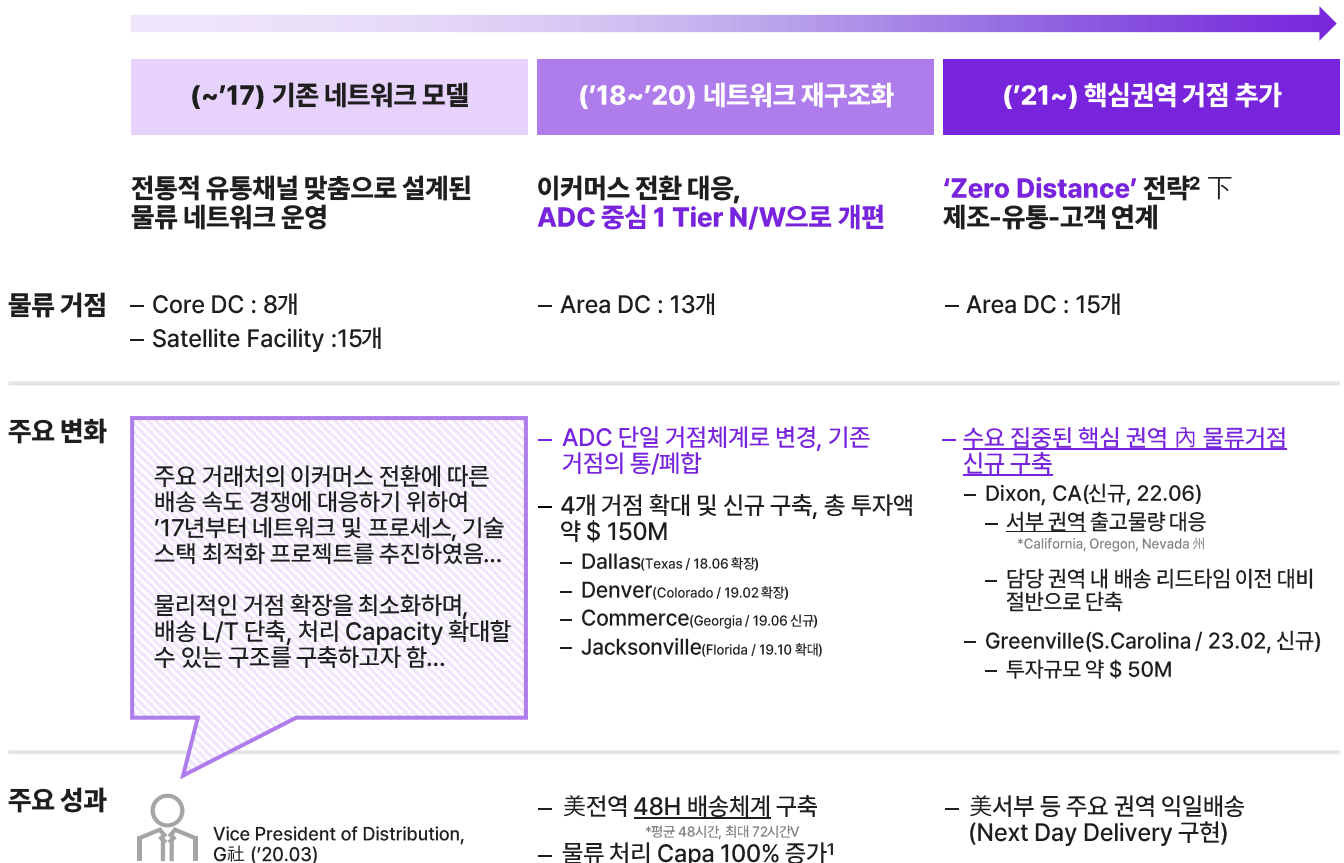 (~’17) 기존 네트워크 모델
(’18~’20) 네트워크 재구조화
(’21~) 핵심권역 거점 추가
전통적 유통채널 맞춤으로 설계된
물류 네트워크 운영
이커머스 전환 대응,
ADC 중심 1 Tier N/W으로 개편
‘Zero Distance’ 전략² 下
제조-유통-고객 연계
물류 거점
– Core DC : 8개
– Satellite Facility :15개
– Area DC : 13개
– Area DC : 15개
주요 변화
주요 거래처의 이커머스 전환에 따른
배송 속도 경쟁에 대응하기 위하여
’17년부터 네트워크 및 프로세스, 기술
스택 최적화 프로젝트를 추진하였음...
물리적인 거점 확장을 최소화하며,
배송 L/T 단축, 처리 Capacity 확대할
수 있는 구조를 구축하고자 함...
– ADC 단일 거점체계로 변경, 기존
거점의 통/폐합
– 4개 거점 확대 및 신규 구축, 총 투자액
약 $ 150M
– Dallas(Texas / 18.06 확장)
– Denver(Colorado / 19.02 확장)
– Commerce(Georgia / 19.06 신규)
– Jacksonville(Florida / 19.10 확대)
– 수요 집중된 핵심 권역 內 물류거점
신규 구축
– Dixon, CA(신규, 22.06)
– 서부 권역 출고물량 대응
*California, Oregon, Nevada 州
– 담당 권역 내 배송 리드타임 이전 대비
절반으로 단축
– Greenville(S.Carolina / 23.02, 신규)
– 투자규모 약 $ 50M
주요 성과
Vice President of Distribution,
G社 (’20.03)
– 美전역 48H 배송체계 구축
*평균 48시간, 최대 72시간V
– 물류 처리 Capa 100% 증가¹
– 美서부 등 주요 권역 익일배송
(Next Day Delivery 구현)